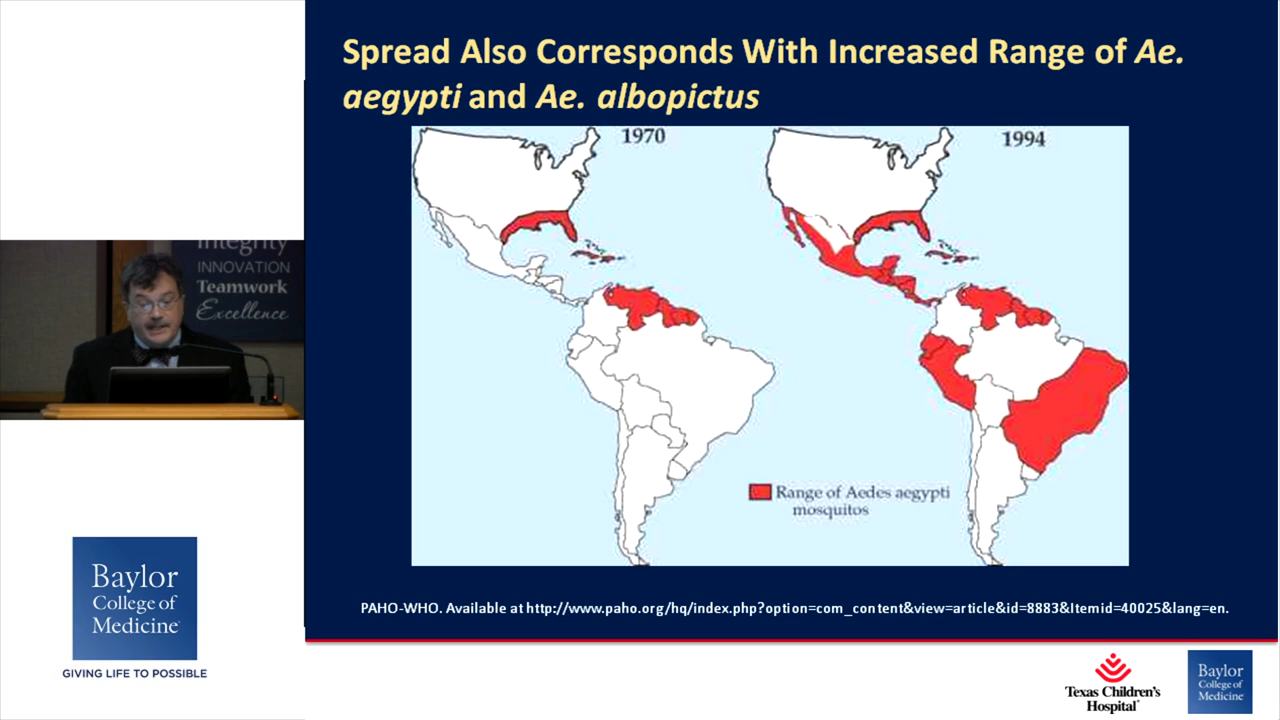 Spread Also Corresponds With Increased Range of Ae.
aegypti and Ae. albopictus
1970
1994
Range of Aedes aegypti
mosquitos
PAHO-WHO. Available at http://www.paho.org/hq/index.php?option=com_content&view=article&id=8883&Itemid=40025&lang=en.
Integrity
INNOVATION
Teamwork
Excellence
Baylor
College of
Medicine
GIVING LIFE TO POSSIBLE
Texas Children's
Hospital
Baylor
College of
Medicine